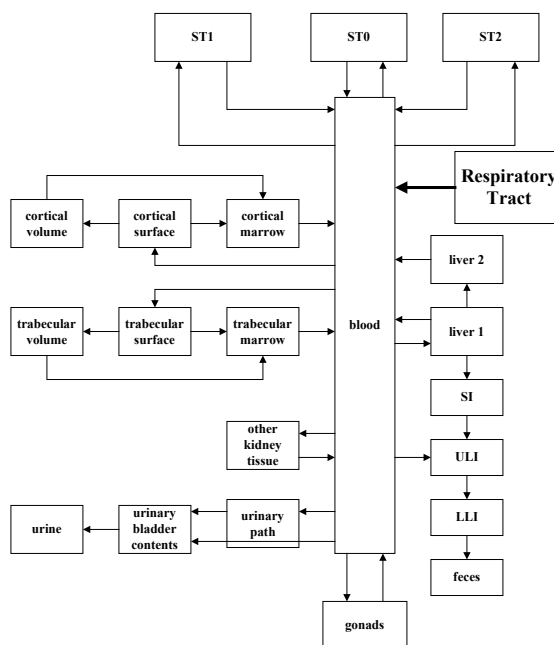 ST1
ST0
ST2
Respiratory
Tract
cortical
volume
cortical
surface
cortical
marrow
liver 2
trabecular
volume
trabecular
surface
trabecular
marrow
blood
liver 1
SI
other
kidney
tissue
ULI
urine
urinary
bladder
contents
urinary
path
LLI
feces
gonads